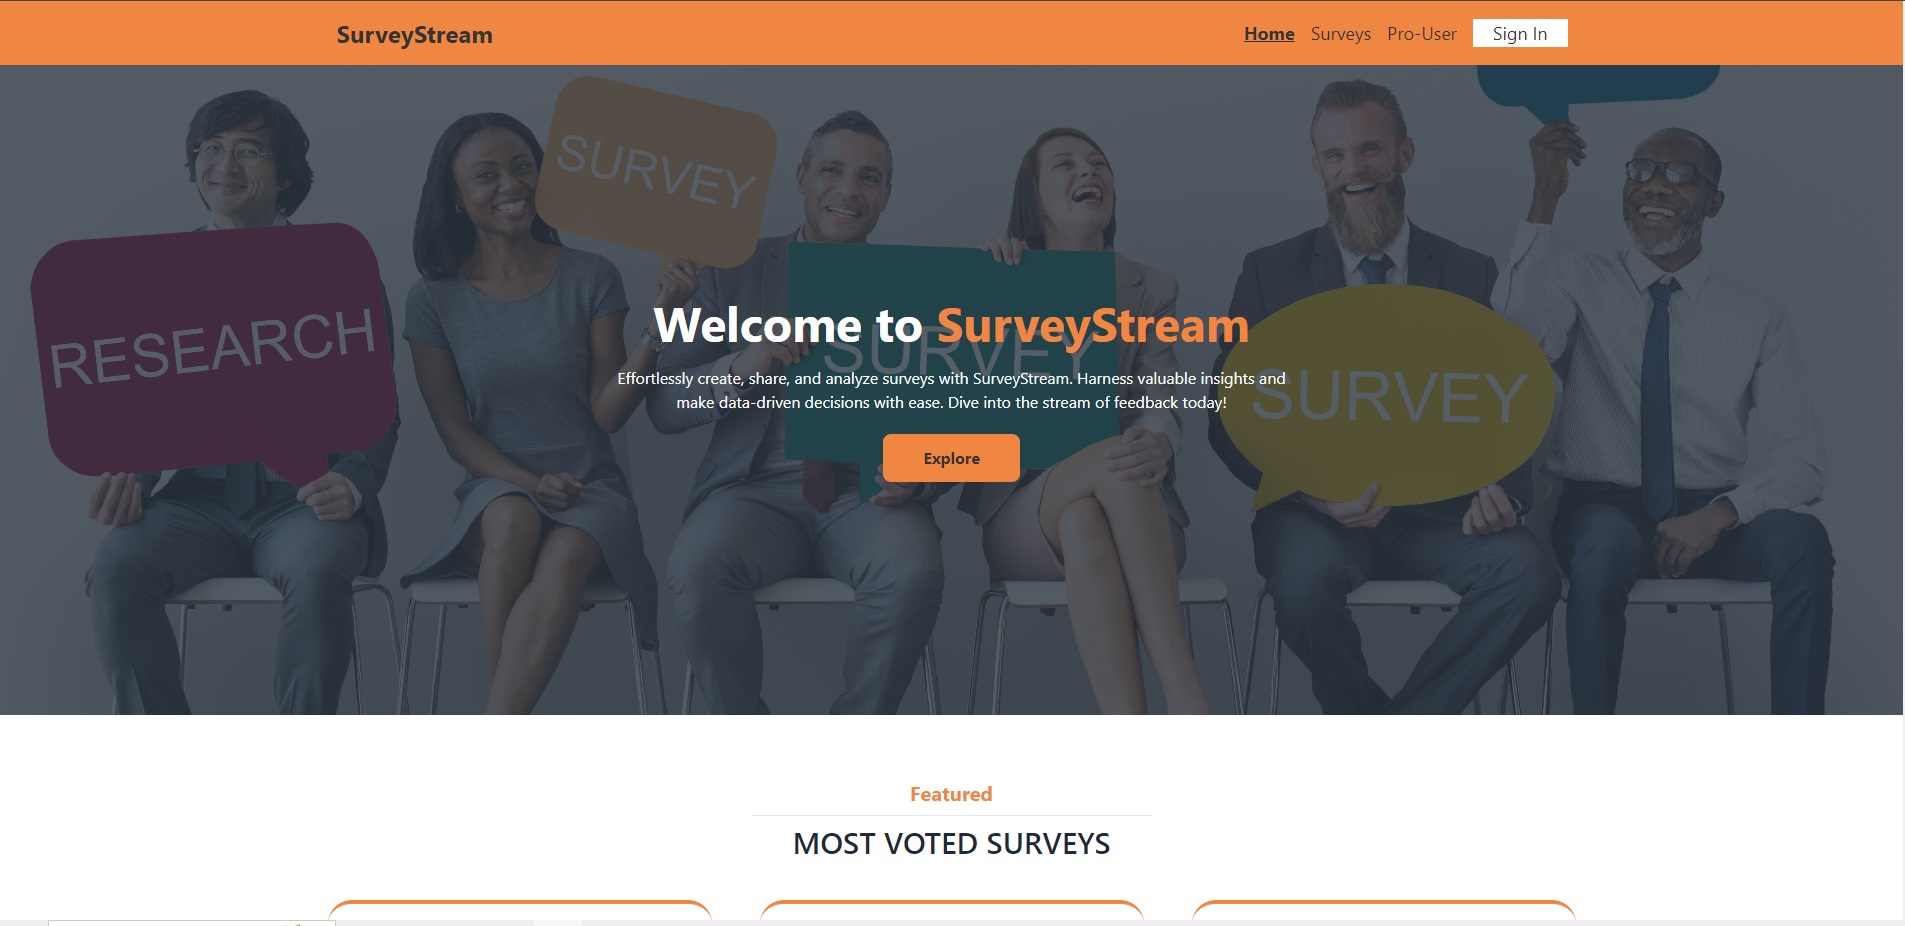 SurveyStream
Home Surveys Pro-User Sign In
SURVEY
RESEARCH
SURVEY
SURVEY
Welcome to SurveyStream
Effortlessly create, share, and analyze surveys with SurveyStream. Harness valuable insights and
make data-driven decisions with ease. Dive into the stream of feedback today!
Explore
Featured
MOST VOTED SURVEYS